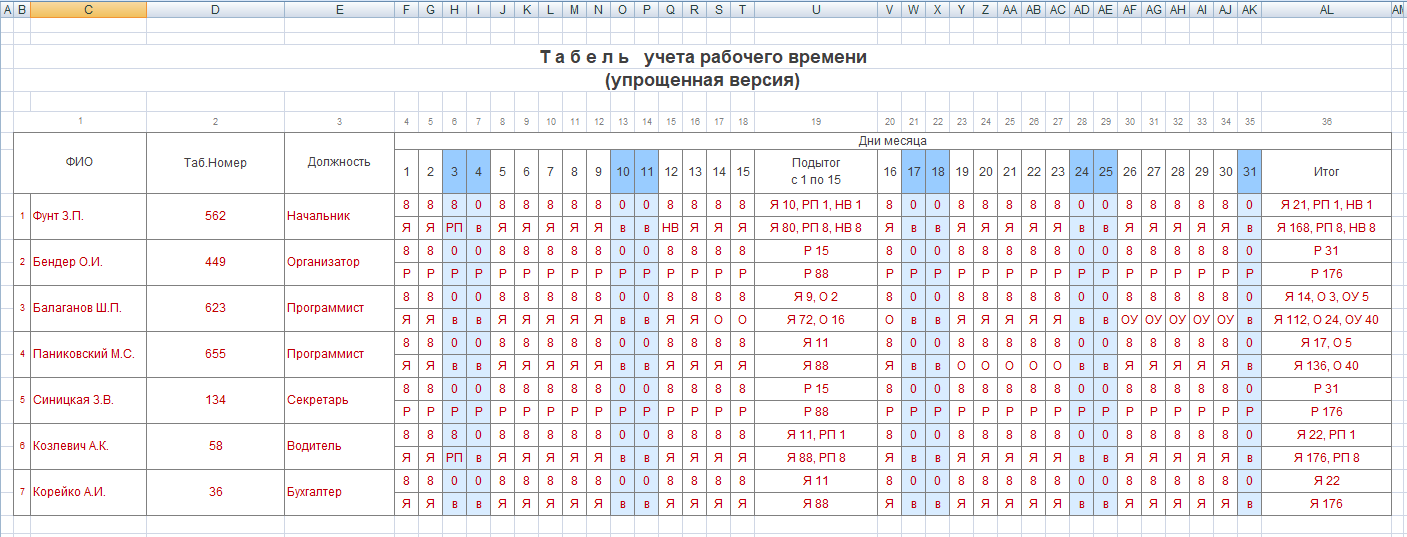 A B C D E F G H I J K L M N O P Q R S T U V W X Y Z AA AB AC AD AE AF AG AH AI AJ AK AL AM
Т а б е л ь учета рабочего времени
(упрощенная версия)
1 2 3 4 5 6 7 8 9 10 11 12 13 14 15 16 17 18 19 20 21 22 23 24 25 26 27 28 29 30 31 32 33 34 35 36
Дни месяца
ФИО Таб.Номер Должность 1 2 3 4 5 6 7 8 9 10 11 12 13 14 15 Подытог 16 17 18 19 20 21 22 23 24 25 26 27 28 29 30 31 Итог
с 1 по 15
8 8 8 0 8 8 8 8 8 0 0 8 8 8 8 Я 10, РП 1, НВ 1 8 0 0 8 8 8 8 8 0 0 8 8 8 8 8 0 Я 21, РП 1, НВ 1
1 Фунт З.П. 562 Начальник
Я Я РП в Я Я Я Я Я в в НВ Я Я Я Я 80, РП 8, НВ 8 Я в в Я Я Я Я Я в в Я Я Я Я Я в Я 168, РП 8, НВ 8
8 8 0 0 8 8 8 8 8 0 0 8 8 8 8 Р 15 8 0 0 8 8 8 8 8 0 0 8 8 8 8 8 0 Р 31
2 Бендер О.И. 449 Организатор
Р Р Р Р Р Р Р Р Р Р Р Р Р Р Р Р 88 Р Р Р Р Р Р Р Р Р Р Р Р Р Р Р Р Р 176
8 8 0 0 8 8 8 8 8 0 0 8 8 8 8 Я 9, О 2 8 0 0 8 8 8 8 8 0 0 8 8 8 8 8 0 Я 14, О 3, ОУ 5
3 Балаганов Ш.П. 623 Программист
Я Я в в Я Я Я Я Я в в Я Я О О Я 72, О 16 О в в Я Я Я Я Я в в ОУ ОУ ОУ ОУ ОУ в Я 112, О 24, ОУ 40
8 8 0 0 8 8 8 8 8 0 0 8 8 8 8 Я 11 8 0 0 8 8 8 8 8 0 0 8 8 8 8 8 0 Я 17, О 5
4 Паниковский М.С. 655 Программист
Я Я в в Я Я Я Я Я в в Я Я Я Я Я 88 Я в в О О О О О в в Я Я Я Я Я в Я 136, О 40
8 8 0 0 8 8 8 8 8 0 0 8 8 8 8 Р 15 8 0 0 8 8 8 8 8 0 0 8 8 8 8 8 0 Р 31
5 Синицкая З.В. 134 Секретарь
Р Р Р Р Р Р Р Р Р Р Р Р Р Р Р Р 88 Р Р Р Р Р Р Р Р Р Р Р Р Р Р Р Р Р 176
8 8 8 0 8 8 8 8 8 0 0 8 8 8 8 Я 11, РП 1 8 0 0 8 8 8 8 8 0 0 8 8 8 8 8 0 Я 22, РП 1
6 Козлевич А.К. 58 Водитель
Я Я РП в Я Я Я Я Я в в Я Я Я Я Я 88, РП 8 Я в в Я Я Я Я Я в в Я Я Я Я Я в Я 176, РП 8
8 8 0 0 8 8 8 8 8 0 0 8 8 8 8 Я 11 8 0 0 8 8 8 8 8 0 0 8 8 8 8 8 0 Я 22
7 Корейко А.И. 36 Бухгалтер
Я Я в в Я Я Я Я Я в в Я Я Я Я Я 88 Я в в Я Я Я Я Я в в Я Я Я Я Я в Я 176